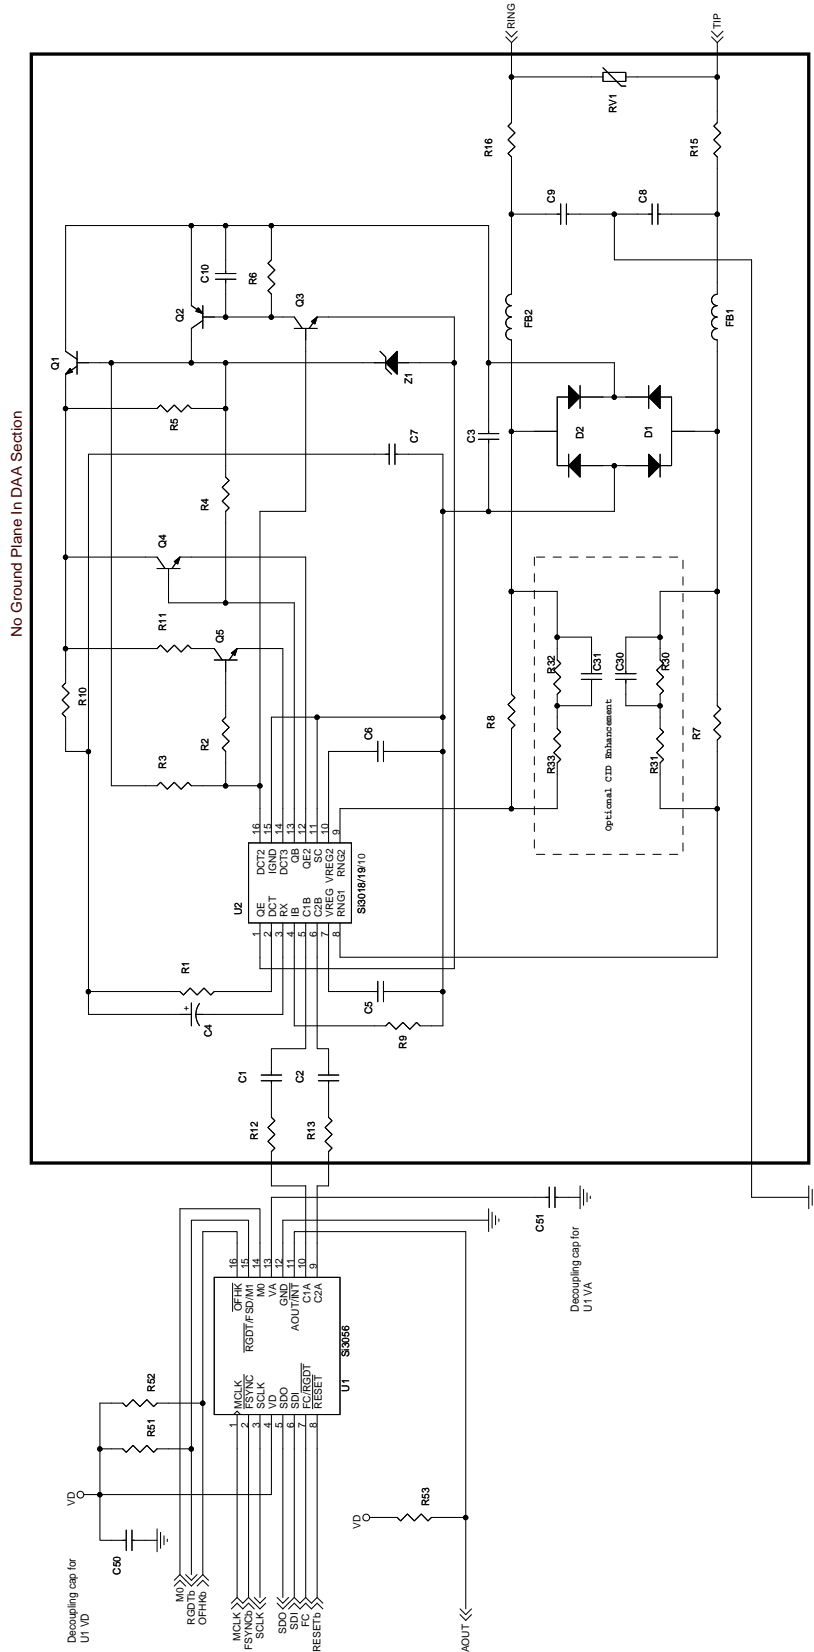 No Ground Plane In DAA Section
RING
TIP
RV1
R16
R15
C9
C8
FB2
FB1
Q1
Q2
C10
R6
Q3
Z1
R5
C7
C3
D2
D1
R4
Q4
R11
Q5
R10
R3
R2
C6
R8
R7
R32
C31
C30
R30
R33
R31
Optional CID Enhancement
U2
Si3018/19/10
16
15
14
13
12
11
10
9
DCT2
IGND
DCT3
QB
QE2
SC
VREG2
RNG2
QE
DCT
RX
IB
C1B
C2B
VREG
RNG1
1
2
3
4
5
6
7
8
R1
+
C4
C5
R9
C1
C2
R12
R13
C51
Decoupling cap for
U1 VA
16
15
14
13
12
11
10
9
OFHK
RGDT/FSD/M1
M0
VA
GND
AOUT/INT
C1A
C2A
Si3056
U1
MCLK
FSYNC
SCLK
VD
SDO
SDI
FC/RGDT
RESET
1
2
3
4
5
6
7
8
R52
R51
VD
C50
Decoupling cap for
U1 VD
VD
R53
M0
RGDTb
OFHKb
MCLK
FSYNCb
SCLK
SDO
SDI
FC
RESETb
AOUT